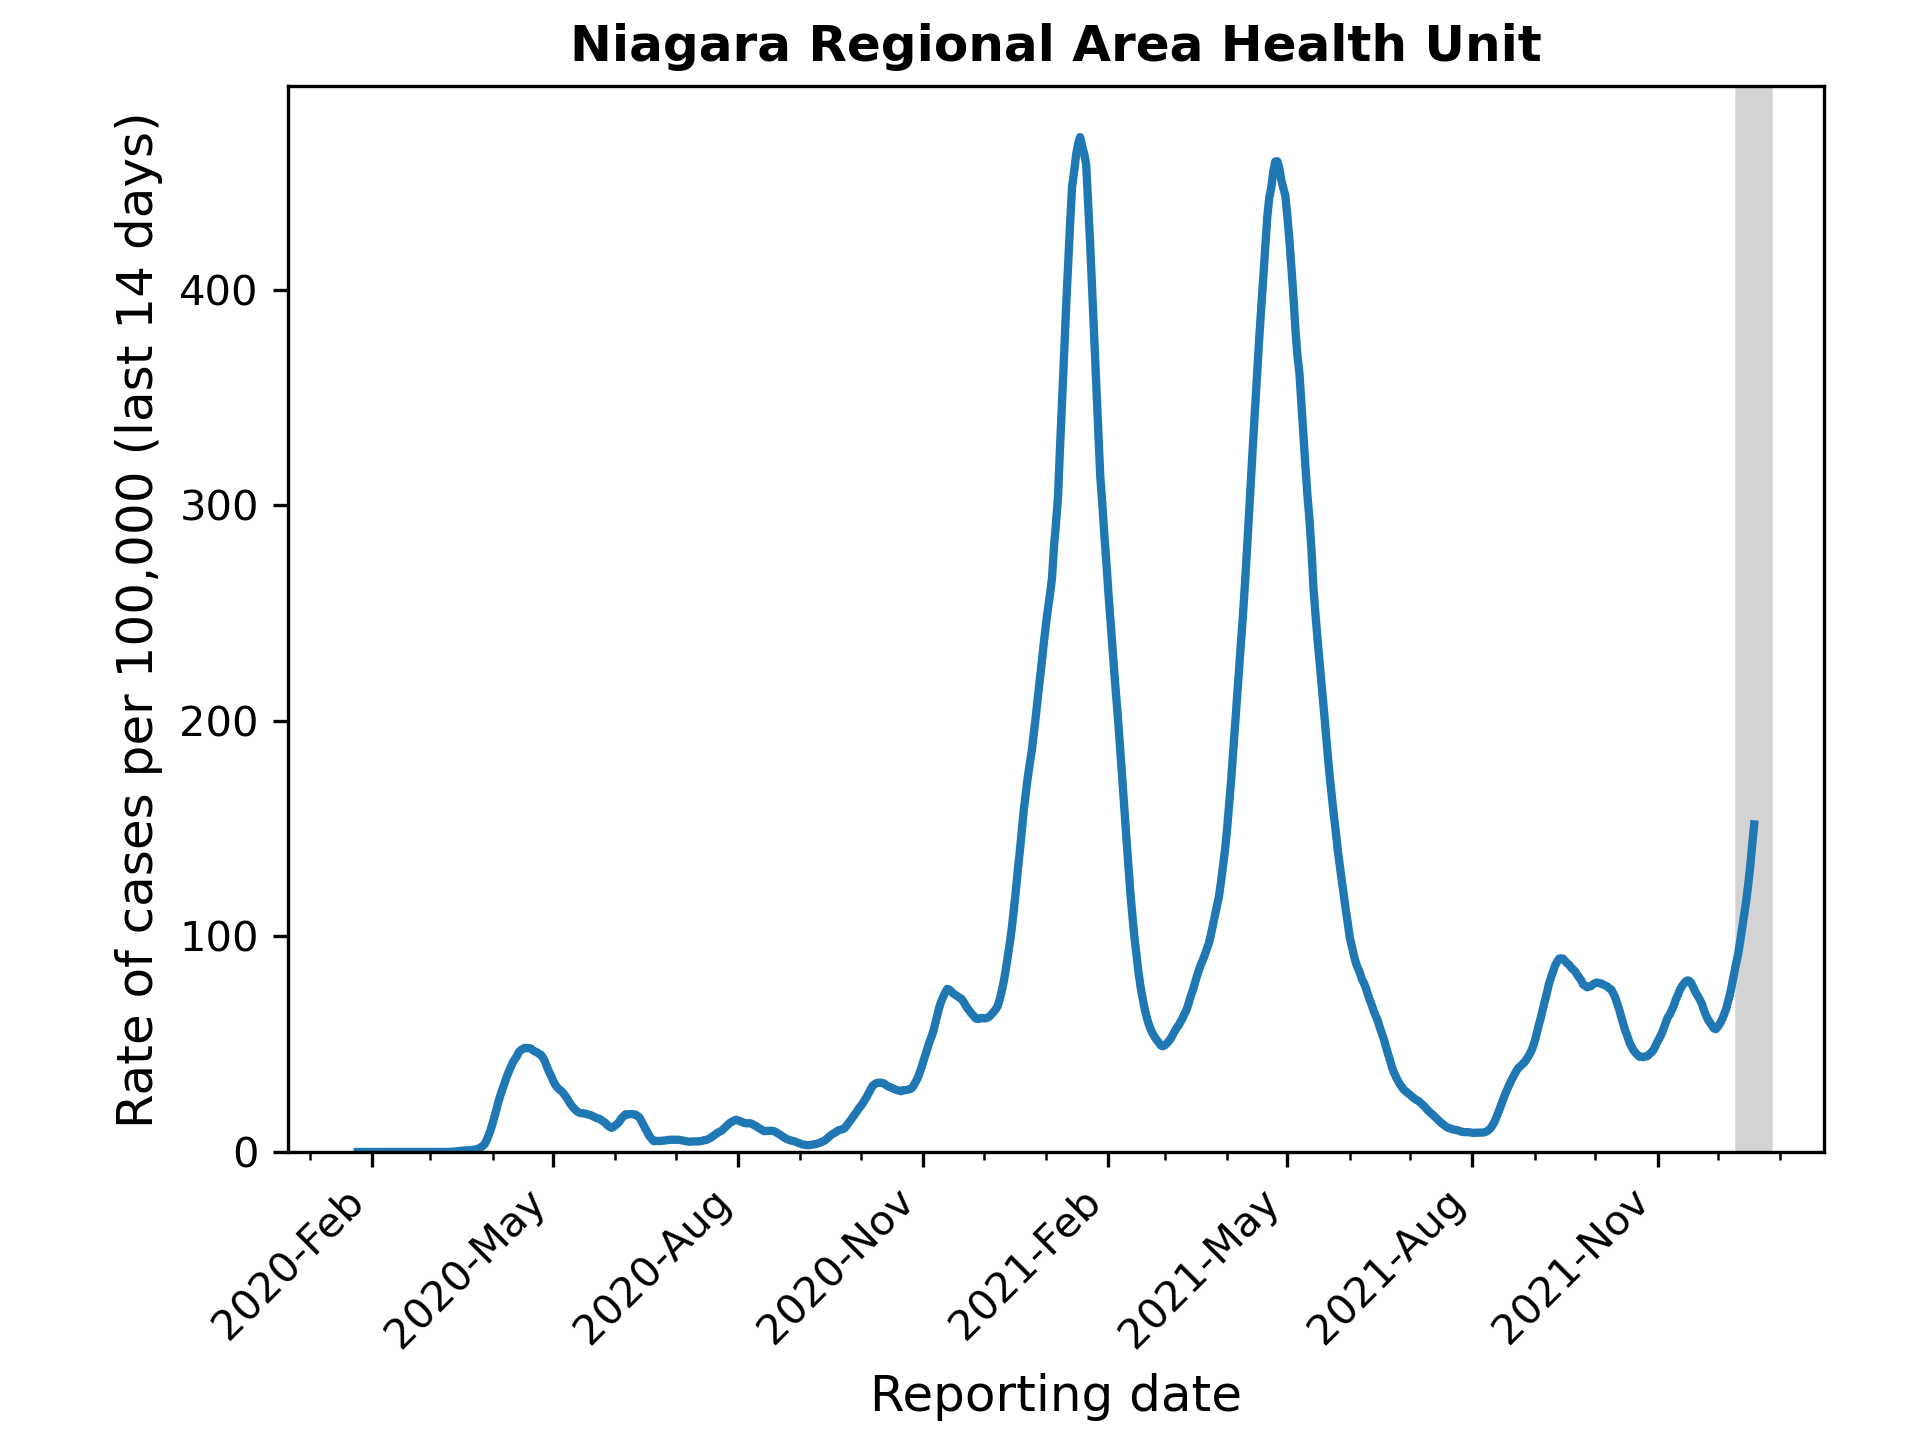 Niagara Regional Area Health Unit
Rate of cases per 100,000 (last 14 days)
400
300
200
100
0
2020-Feb
2020-May
2020-Aug
2020-Nov
2021-Feb
2021-May
2021-Aug
2021-Nov
Reporting date